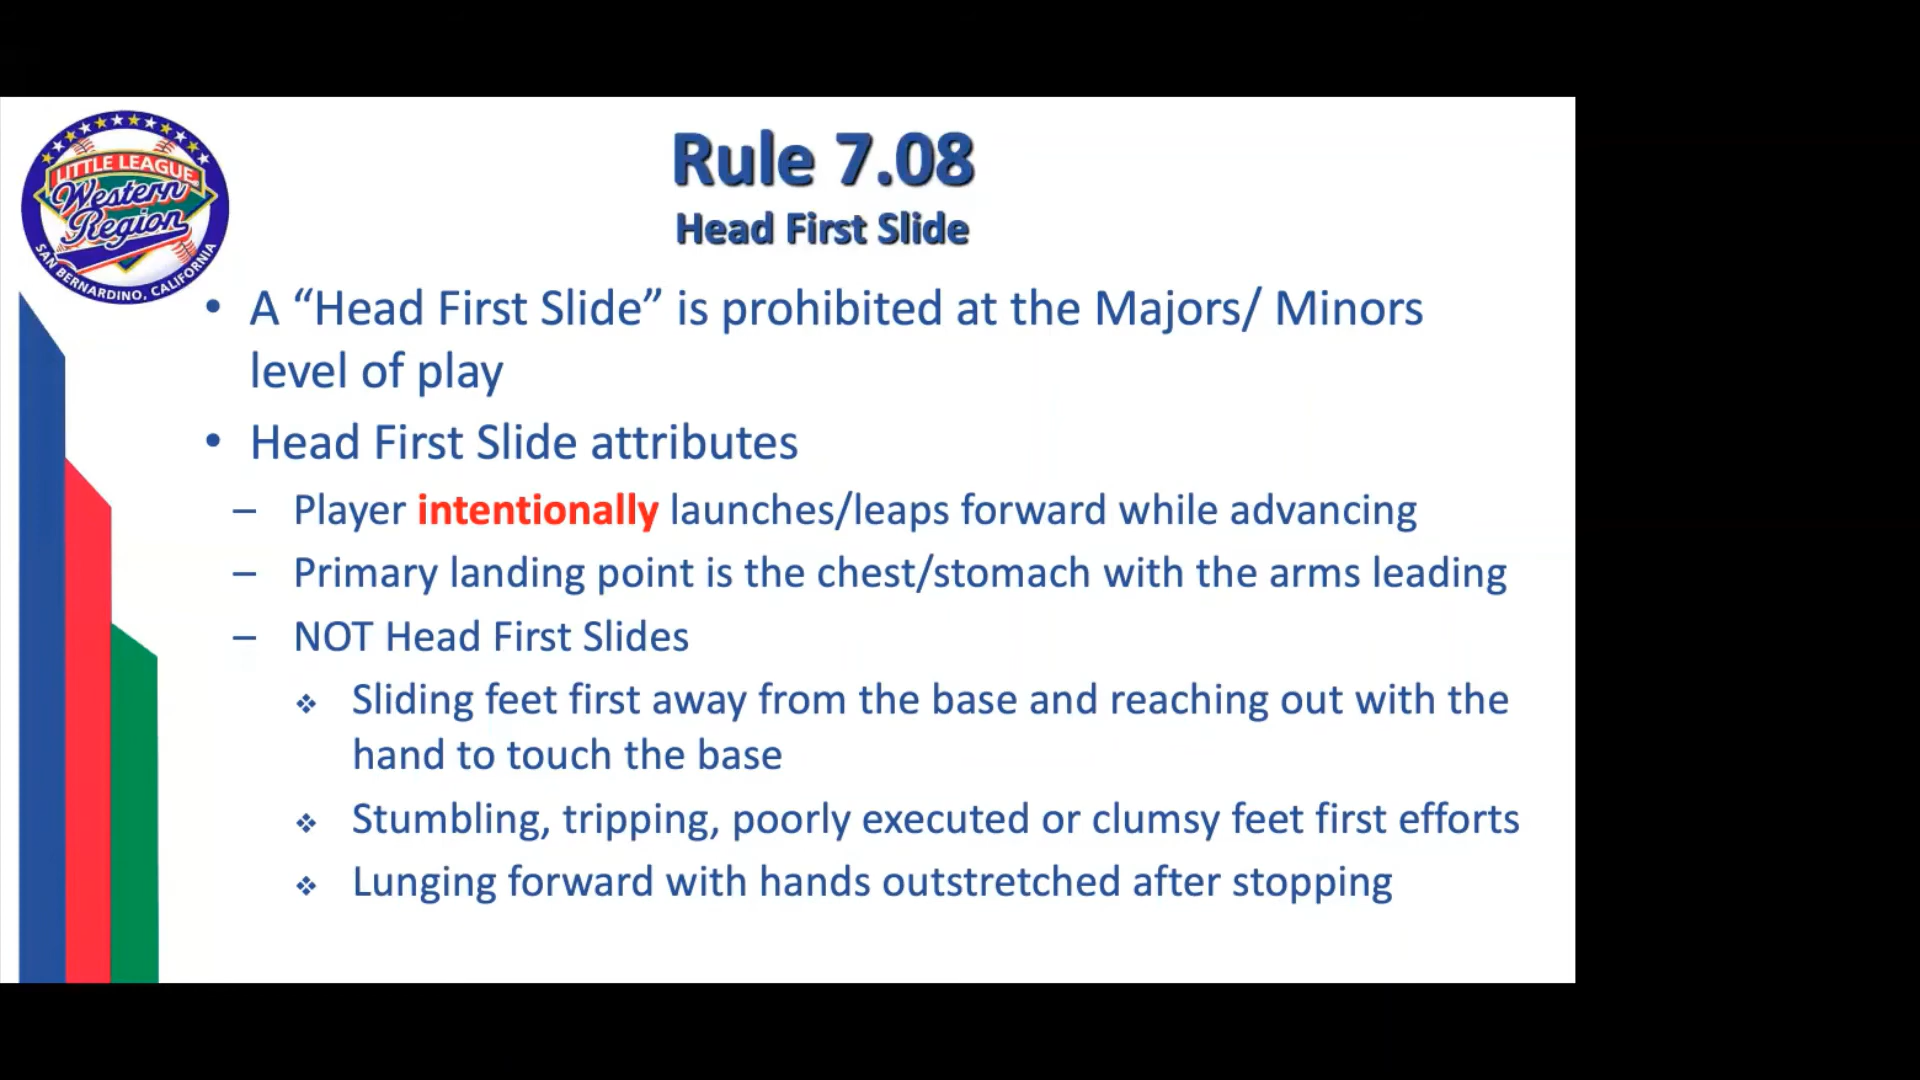 LITTLE LEAGUE
Western
Region
SAN BERNARDINO, CALIFORNIA
Rule 7.08
Head First Slide
• A “Head First Slide” is prohibited at the Majors/ Minors
level of play
• Head First Slide attributes
– Player intentionally launches/leaps forward while advancing
– Primary landing point is the chest/stomach with the arms leading
– NOT Head First Slides
❖ Sliding feet first away from the base and reaching out with the
hand to touch the base
❖ Stumbling, tripping, poorly executed or clumsy feet first efforts
❖ Lunging forward with hands outstretched after stopping